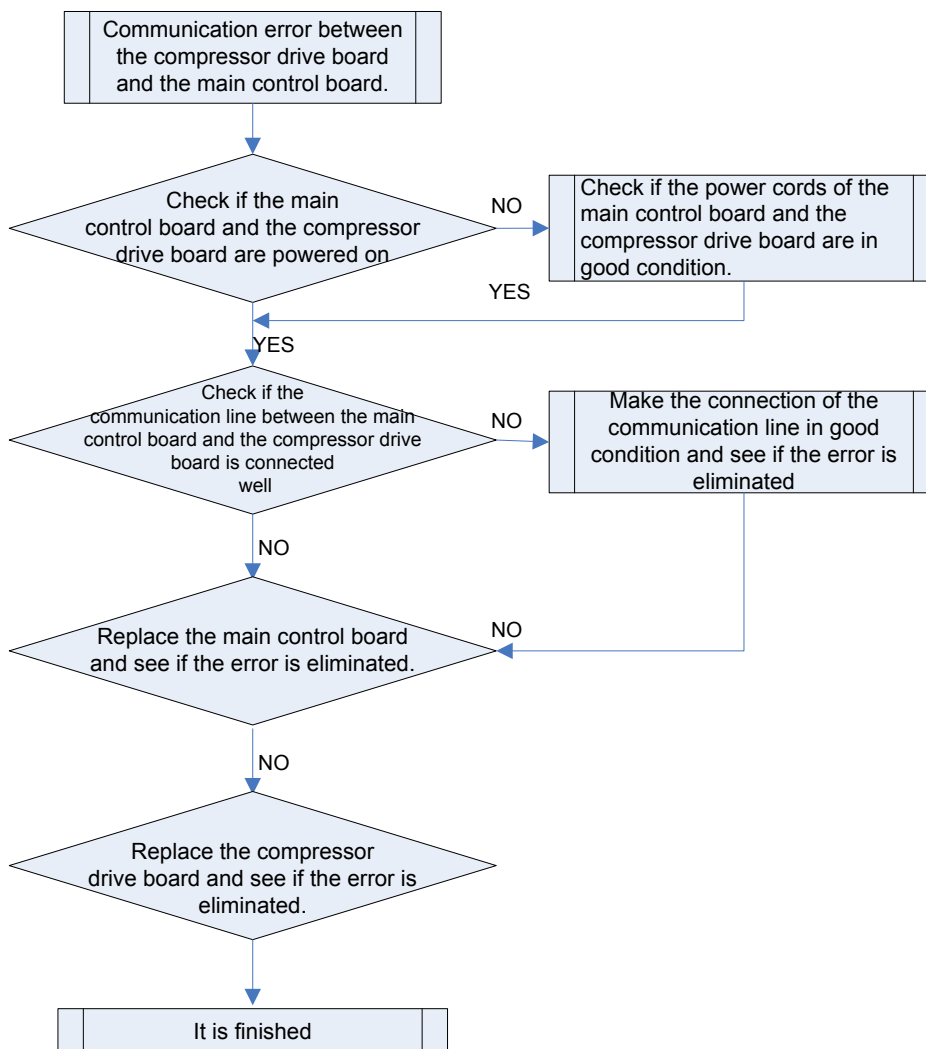 Communication error between
the compressor drive board
and the main control board.
Check if the main
control board and the compressor
drive board are powered on
NO
Check if the power cords of the
main control board and the
compressor drive board are in
good condition.
YES
YES
Check if the
communication line between the main
control board and the compressor drive
board is connected
well
NO
Make the connection of the
communication line in good
condition and see if the error is
eliminated
NO
Replace the main control board
and see if the error is eliminated.
NO
NO
Replace the compressor
drive board and see if the error is
eliminated.
It is finished